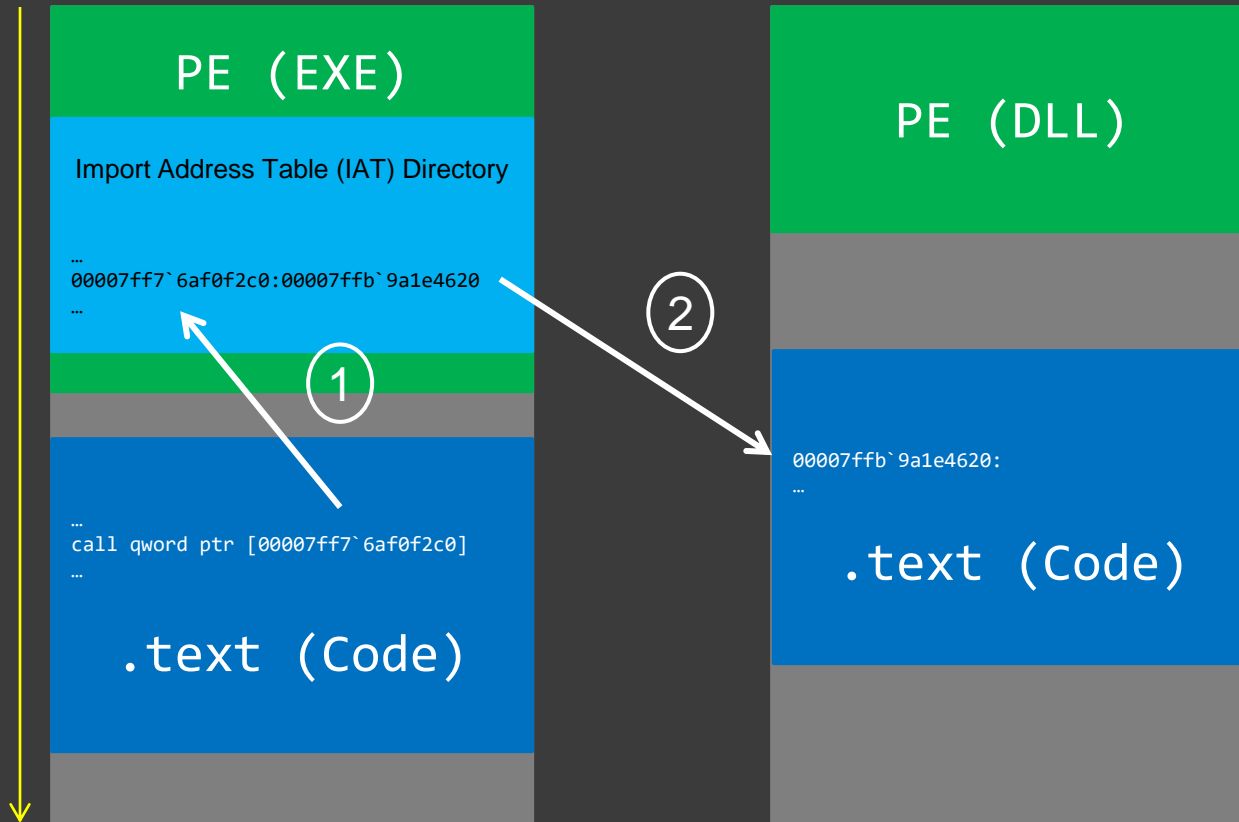 PE (EXE)
Import Address Table (IAT) Directory
…
00007ff7`6af0f2c0:00007ffb`9a1e4620
…
1
…
call qword ptr [00007ff7`6af0f2c0]
…
.text (Code)
2
PE (DLL)
00007ffb`9a1e4620:
…
.text (Code)